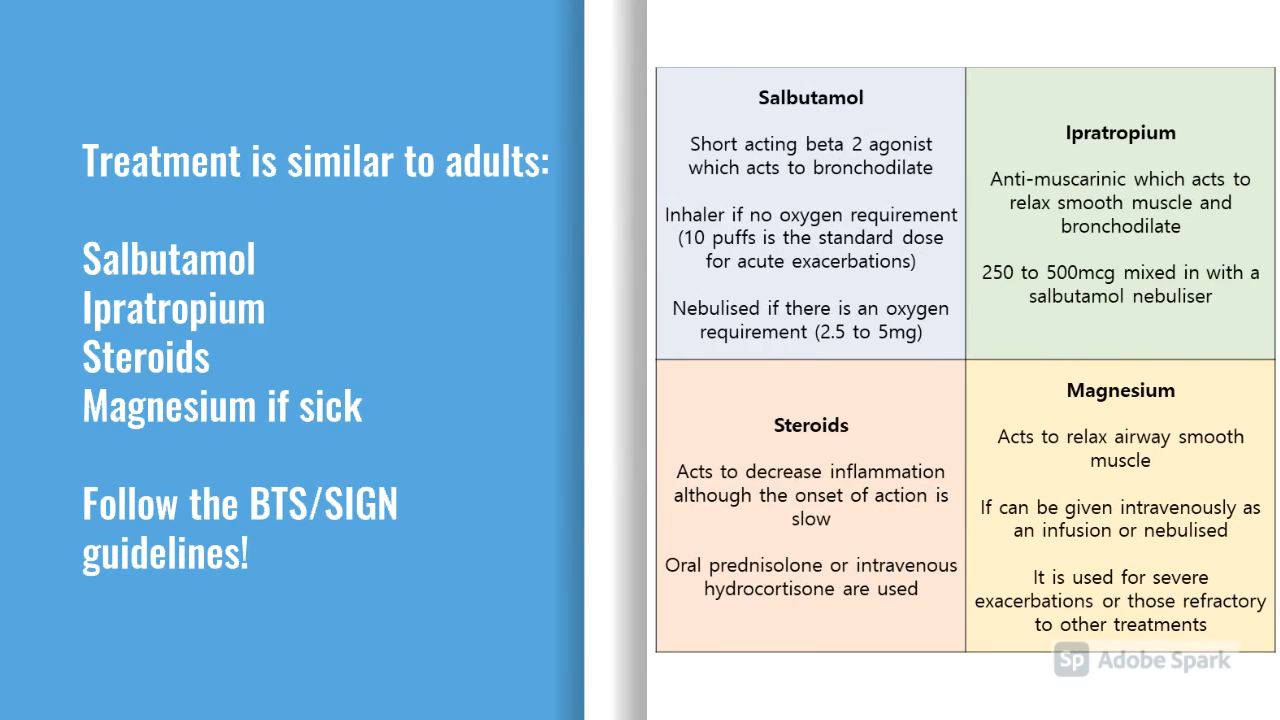 Treatment is similar to adults:
Salbutamol
Ipratropium
Steroids
Magnesium if sick
Follow the BTS/SIGN
guidelines!
Salbutamol
Short acting beta 2 agonist
which acts to bronchodilate
Inhaler if no oxygen requirement
(10 puffs is the standard dose
for acute exacerbations)
Nebulised if there is an oxygen
requirement (2.5 to 5mg)
Ipratropium
Anti-muscarinic which acts to
relax smooth muscle and
bronchodilate
250 to 500mcg mixed in with a
salbutamol nebuliser
Steroids
Acts to decrease inflammation
although the onset of action is
slow
Oral prednisolone or intravenous
hydrocortisone are used
Magnesium
Acts to relax airway smooth
muscle
If can be given intravenously as
an infusion or nebulised
It is used for severe
exacerbations or those refractory
to other treatments
Sp Adobe Spark